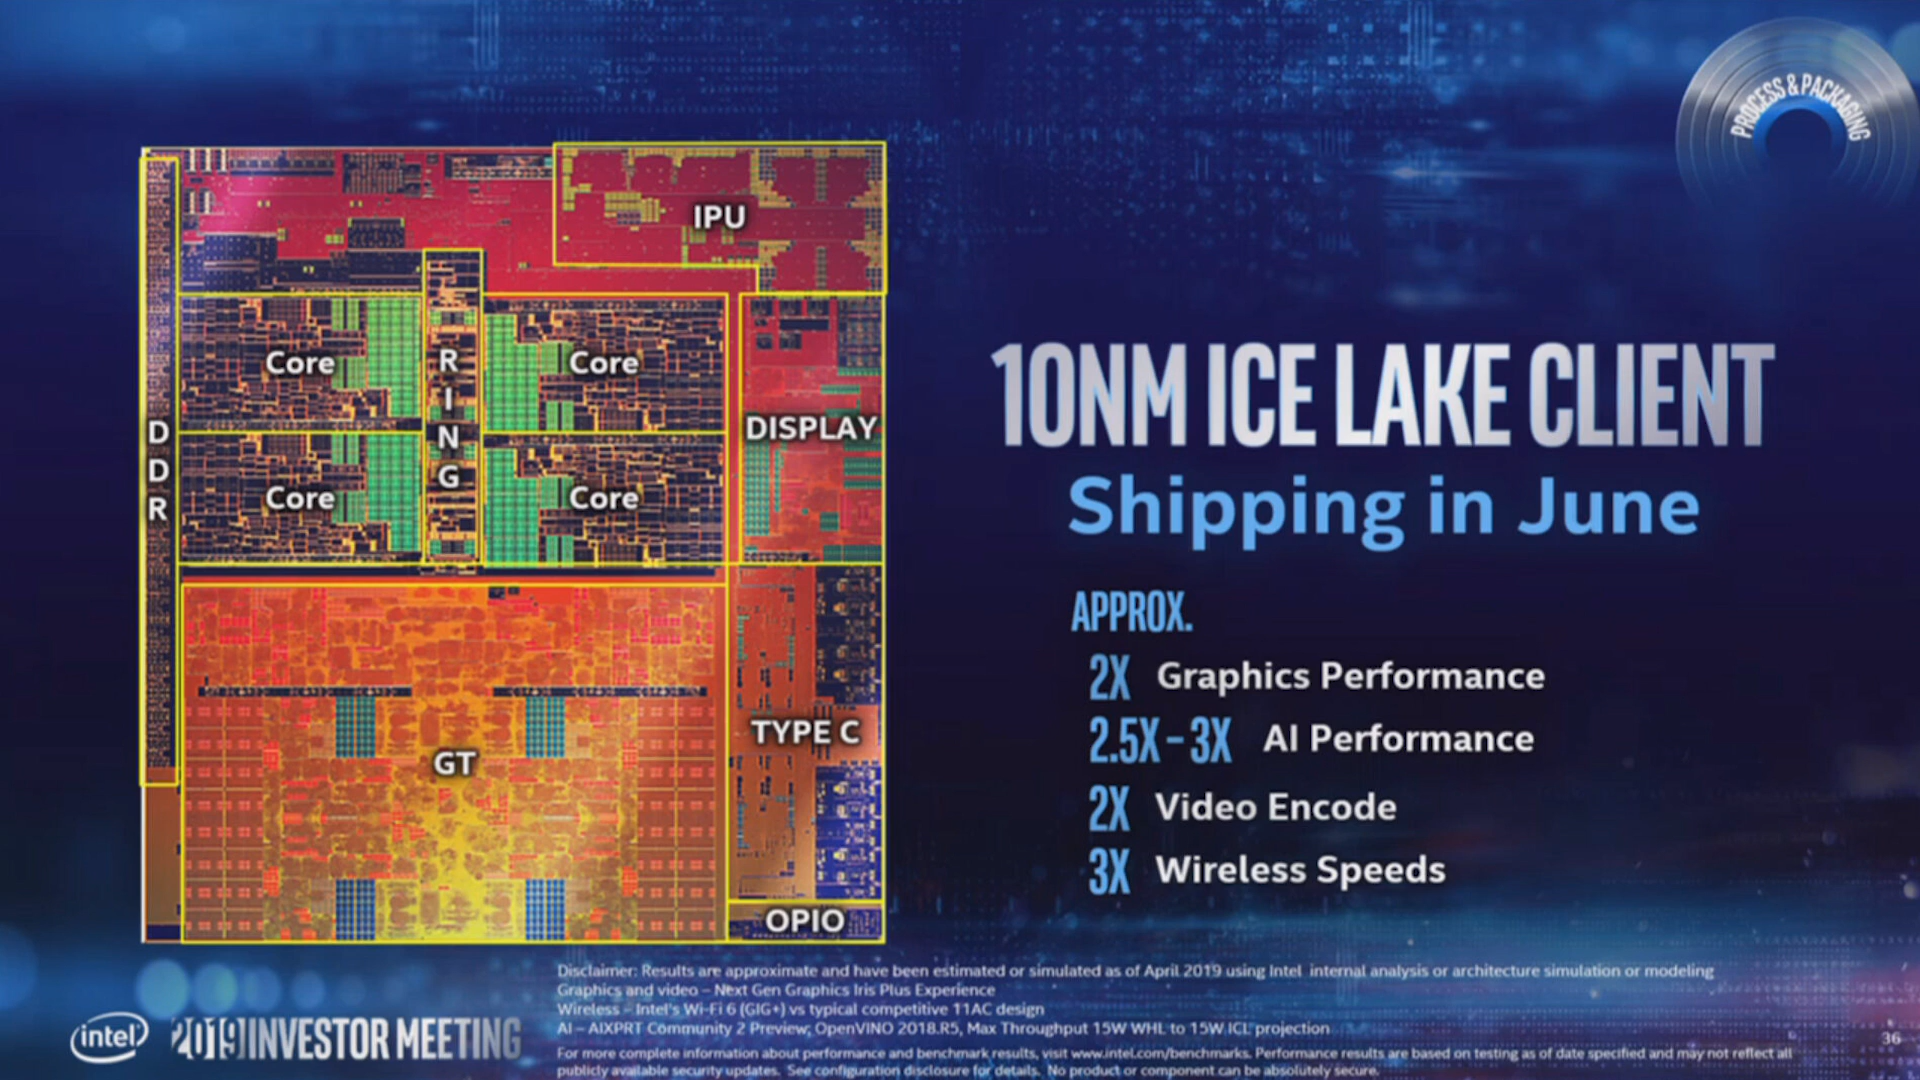 PROCESS & PACKAGING
IPU
Core
RING
Core
DDR
DISPLAY
Core
Core
GT
TYPE C
OPIO
10NM ICE LAKE CLIENT
Shipping in June
APPROX.
2X Graphics Performance
2.5X – 3X AI Performance
2X Video Encode
3X Wireless Speeds
Disclaimer: Results are approximate and have been estimated or simulated as of April 2019 using Intel internal analysis or architecture simulation or modeling
Graphics and video – Next Gen Graphics Iris Plus Experience
Wireless – Intel's Wi-Fi 6 (GIG+) vs typical competitive 11AC design
AI – AIXPRT Community 2 Preview, OpenVINO 2018.R5, Max Throughput 15W WHL to 15W ICL projection
For more complete information about performance and benchmark results, visit www.intel.com/benchmarks. Performance results are based on testing as of date specified and may not reflect all
publicly available security updates. See configuration disclosure for details. No product or component can be absolutely secure.
intel 2019 INVESTOR MEETING
36